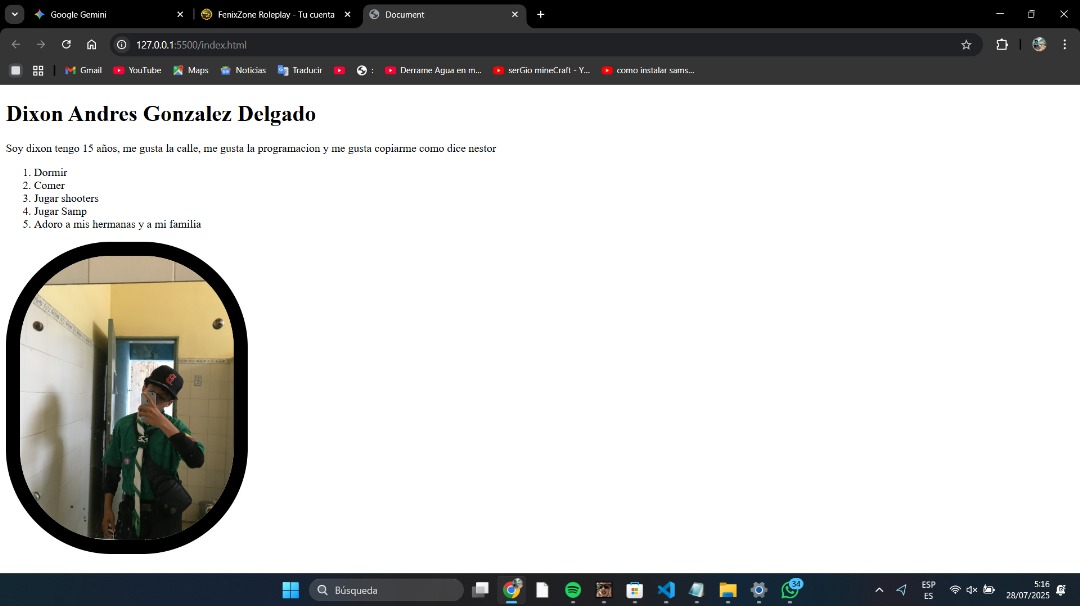 Google Gemini
FenixZone Roleplay - Tu cuenta
Document
127.0.0.1:5500/index.html
Gmail
YouTube
Maps
Noticias
Traducir
:
Derrame Agua en m...
serGio mineCraft - Y...
como instalar sams...
Dixon Andres Gonzalez Delgado
Soy dixon tengo 15 años, me gusta la calle, me gusta la programacion y me gusta copiarme como dice nestor
1. Dormir
2. Comer
3. Jugar shooters
4. Jugar Samp
5. Adoro a mis hermanas y a mi familia
Búsqueda
34
ESP
ES
5:16
28/07/2025